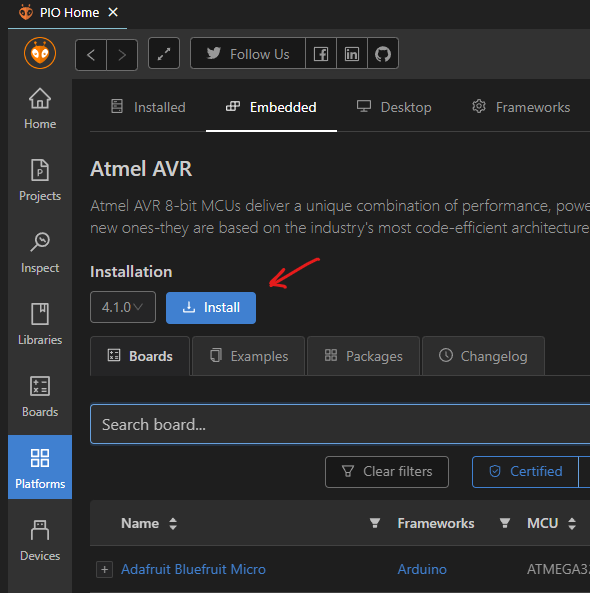 PIO Home
Follow Us
Home
Projects
Inspect
Libraries
Boards
Platforms
Devices
Installed
Embedded
Desktop
Frameworks
Atmel AVR
Atmel AVR 8-bit MCUs deliver a unique combination of performance, powe
new ones-they are based on the industry's most code-efficient architecture
Installation
4.1.0
Install
Boards
Examples
Packages
Changelog
Search board...
Clear filters
Certified
Name
Frameworks
MCU
Adafruit Bluefruit Micro
Arduino
ATMEGA32